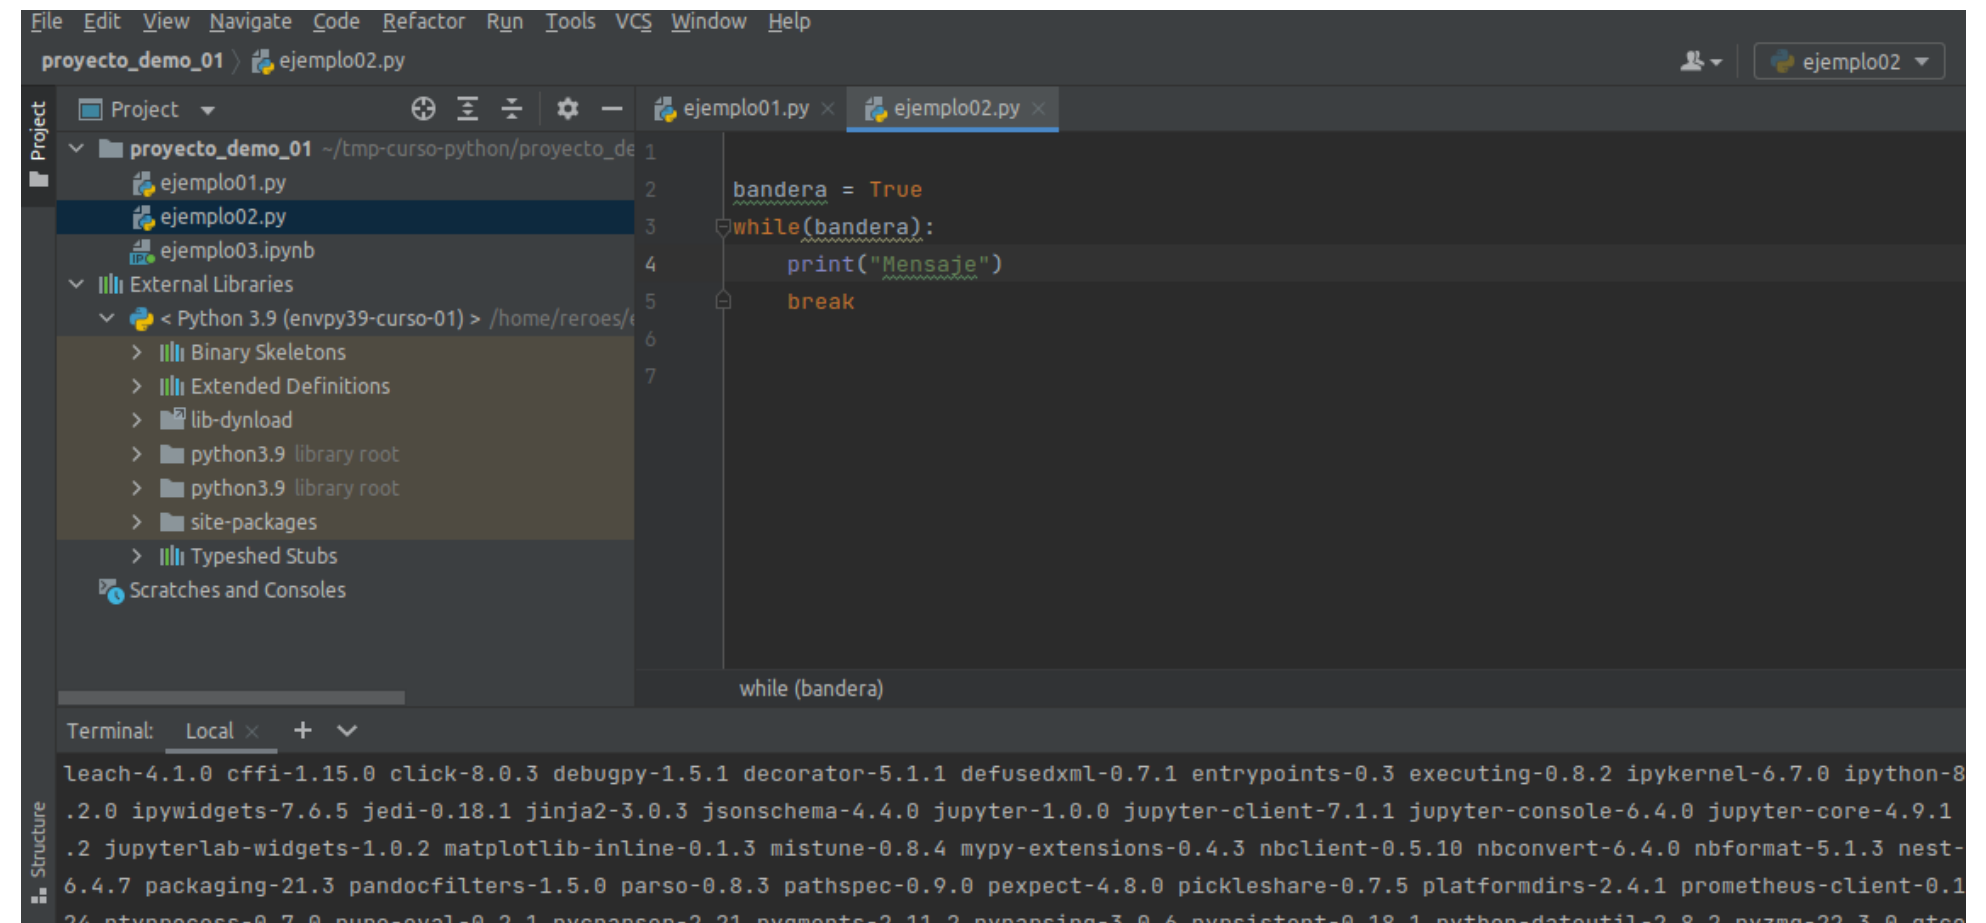 File Edit View Navigate Code Refactor Run Tools VCS Window Help
proyecto_demo_01 ejemplo02.py ejemplo02
Project Project ejemplo01.py ejemplo02.py
proyecto_demo_01 ~/tmp-curso-python/proyecto_de
ejemplo01.py
ejemplo02.py
ejemplo03.ipynb
External Libraries
< Python 3.9 (envpy39-curso-01) > /home/reroes/e
Binary Skeletons
Extended Definitions
lib-dynload
python3.9 library root
python3.9 library root
site-packages
Typeshed Stubs
Scratches and Consoles
1
2 bandera = True
3 while(bandera):
4 print("Mensaje")
5 break
6
7
while (bandera)
Terminal: Local
Structure
leach-4.1.0 cffi-1.15.0 click-8.0.3 debugpy-1.5.1 decorator-5.1.1 defusedxml-0.7.1 entrypoints-0.3 executing-0.8.2 ipykernel-6.7.0 ipython-8
.2.0 ipywidgets-7.6.5 jedi-0.18.1 jinja2-3.0.3 jsonschema-4.4.0 jupyter-1.0.0 jupyter-client-7.1.1 jupyter-console-6.4.0 jupyter-core-4.9.1
.2 jupyterlab-widgets-1.0.2 matplotlib-inline-0.1.3 mistune-0.8.4 mypy-extensions-0.4.3 nbclient-0.5.10 nbconvert-6.4.0 nbformat-5.1.3 nest-
6.4.7 packaging-21.3 pandocfilters-1.5.0 parso-0.8.3 pathspec-0.9.0 pexpect-4.8.0 pickleshare-0.7.5 platformdirs-2.4.1 prometheus-client-0.1